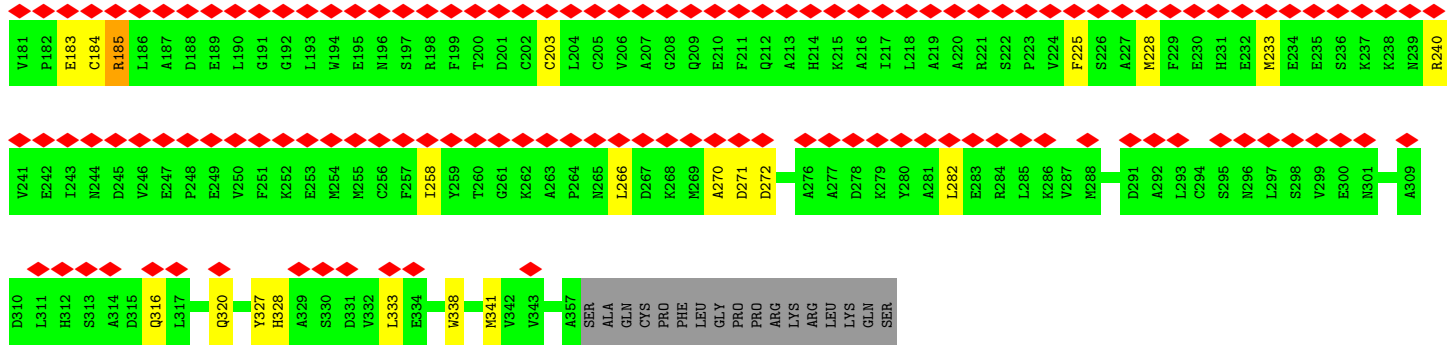 V181 P182 E183 C184 R185 L186 A187 D188 E189 L190 G191 G192 L193 W194 E195 N196 S197 R198 F199 T200 D201 C202 C203 L204 C205 V206 A207 G208 Q209 E210 F211 Q212 A213 H214 K215 A216 I217 L218 A219 A220 R221 S222 P223 V224 F225 S226 A227 M228 F229 E230 H231 E232 M233 E234 E235 S236 K237 K238 N239 R240
V241 E242 I243 N244 D245 V246 E247 P248 E249 V250 F251 K252 E253 M254 M255 C256 F257 I258 Y259 T260 G261 K262 A263 P264 N265 L266 D267 K268 M269 A270 D271 D272 A276 A277 D278 K279 Y280 A281 L282 E283 R284 L285 K286 V287 M288 D291 A292 L293 C294 S295 N296 L297 S298 V299 E300 N301 A309
D310 L311 H312 S313 A314 D315 Q316 L317 Q320 Y327 H328 A329 S330 D331 V332 L333 E334 W338 M341 V342 V343 A357 SER ALA GLN CYS PRO PHE LEU GLY PRO PRO ARG LYS ARG LEU LYS GLN SER